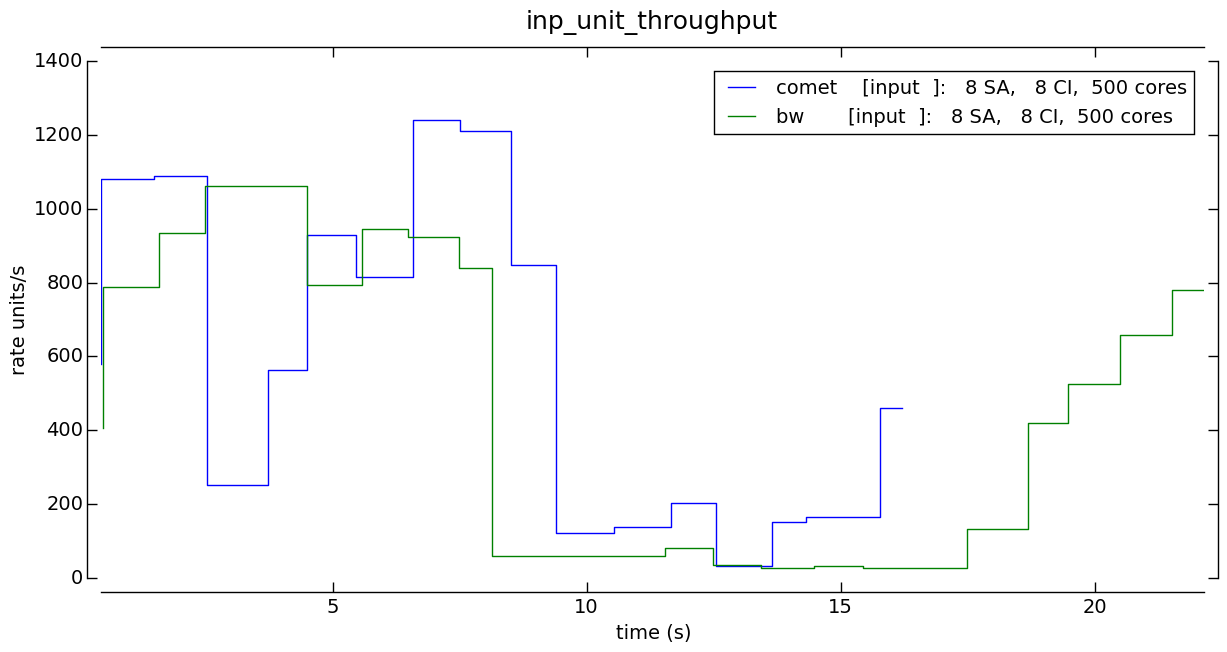 inp_unit_throughput
1400
1200
1000
800
600
400
200
0
rate units/s
comet [input ]: 8 SA, 8 CI, 500 cores
bw [input ]: 8 SA, 8 CI, 500 cores
5 10 15 20
time (s)